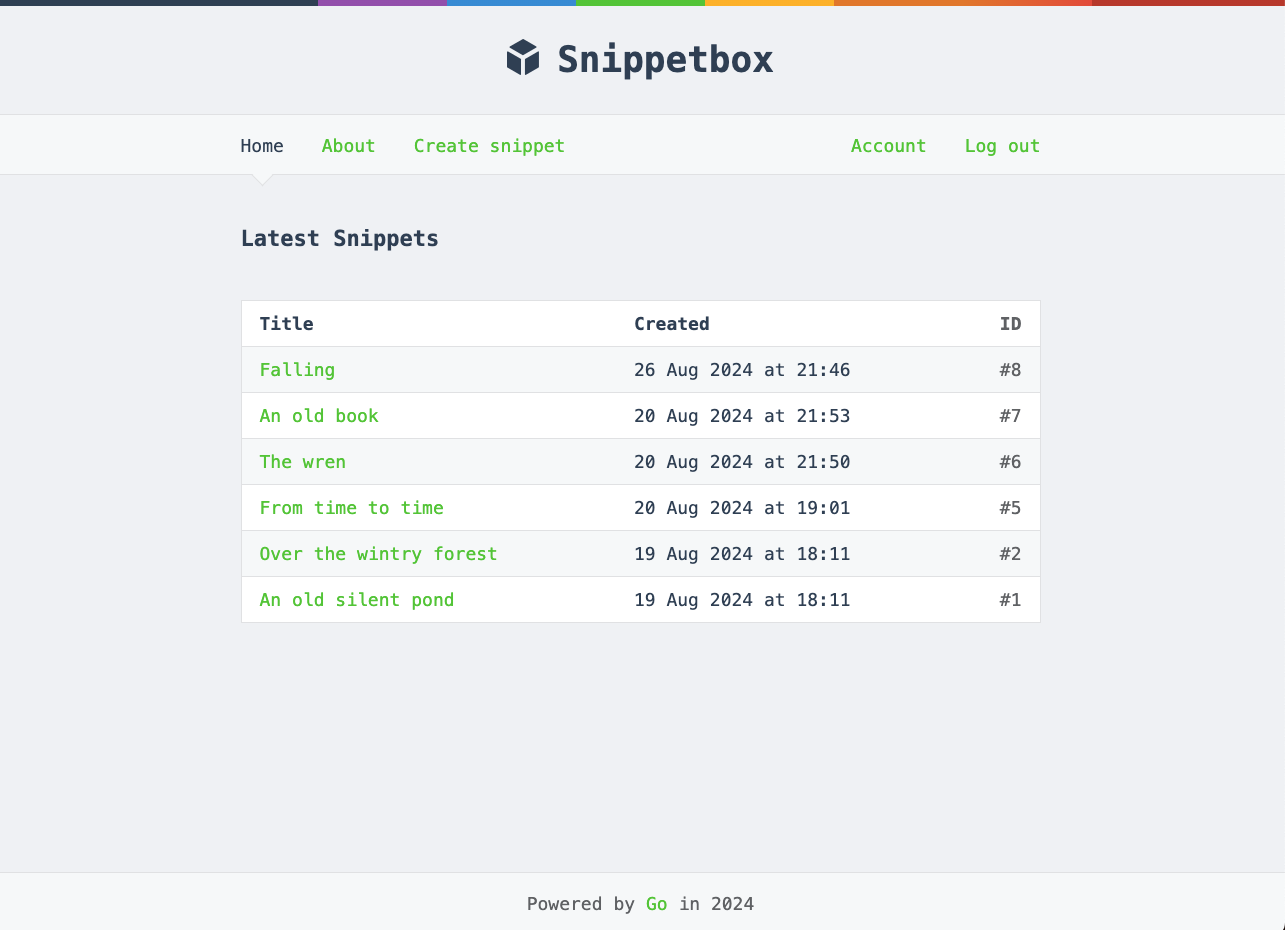 Snippetbox
Home About Create snippet Account Log out
Latest Snippets
Title Created ID
Falling 26 Aug 2024 at 21:46 #8
An old book 20 Aug 2024 at 21:53 #7
The wren 20 Aug 2024 at 21:50 #6
From time to time 20 Aug 2024 at 19:01 #5
Over the wintry forest 19 Aug 2024 at 18:11 #2
An old silent pond 19 Aug 2024 at 18:11 #1
Powered by Go in 2024